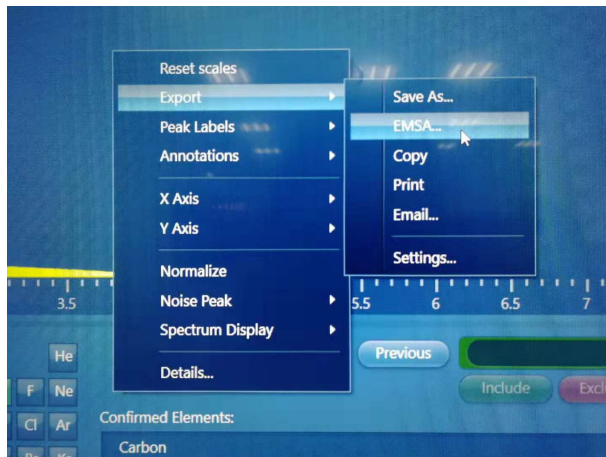 Reset scales
Export
Peak Labels
Annotations
X Axis
Y Axis
Normalize
Noise Peak
Spectrum Display
Details...
Save As...
EMSA...
Copy
Print
Email...
Settings...
3.5
5.5
6
6.5
7
He
F
Ne
Cl
Ar
Previous
Include
Confirmed Elements:
Carbon